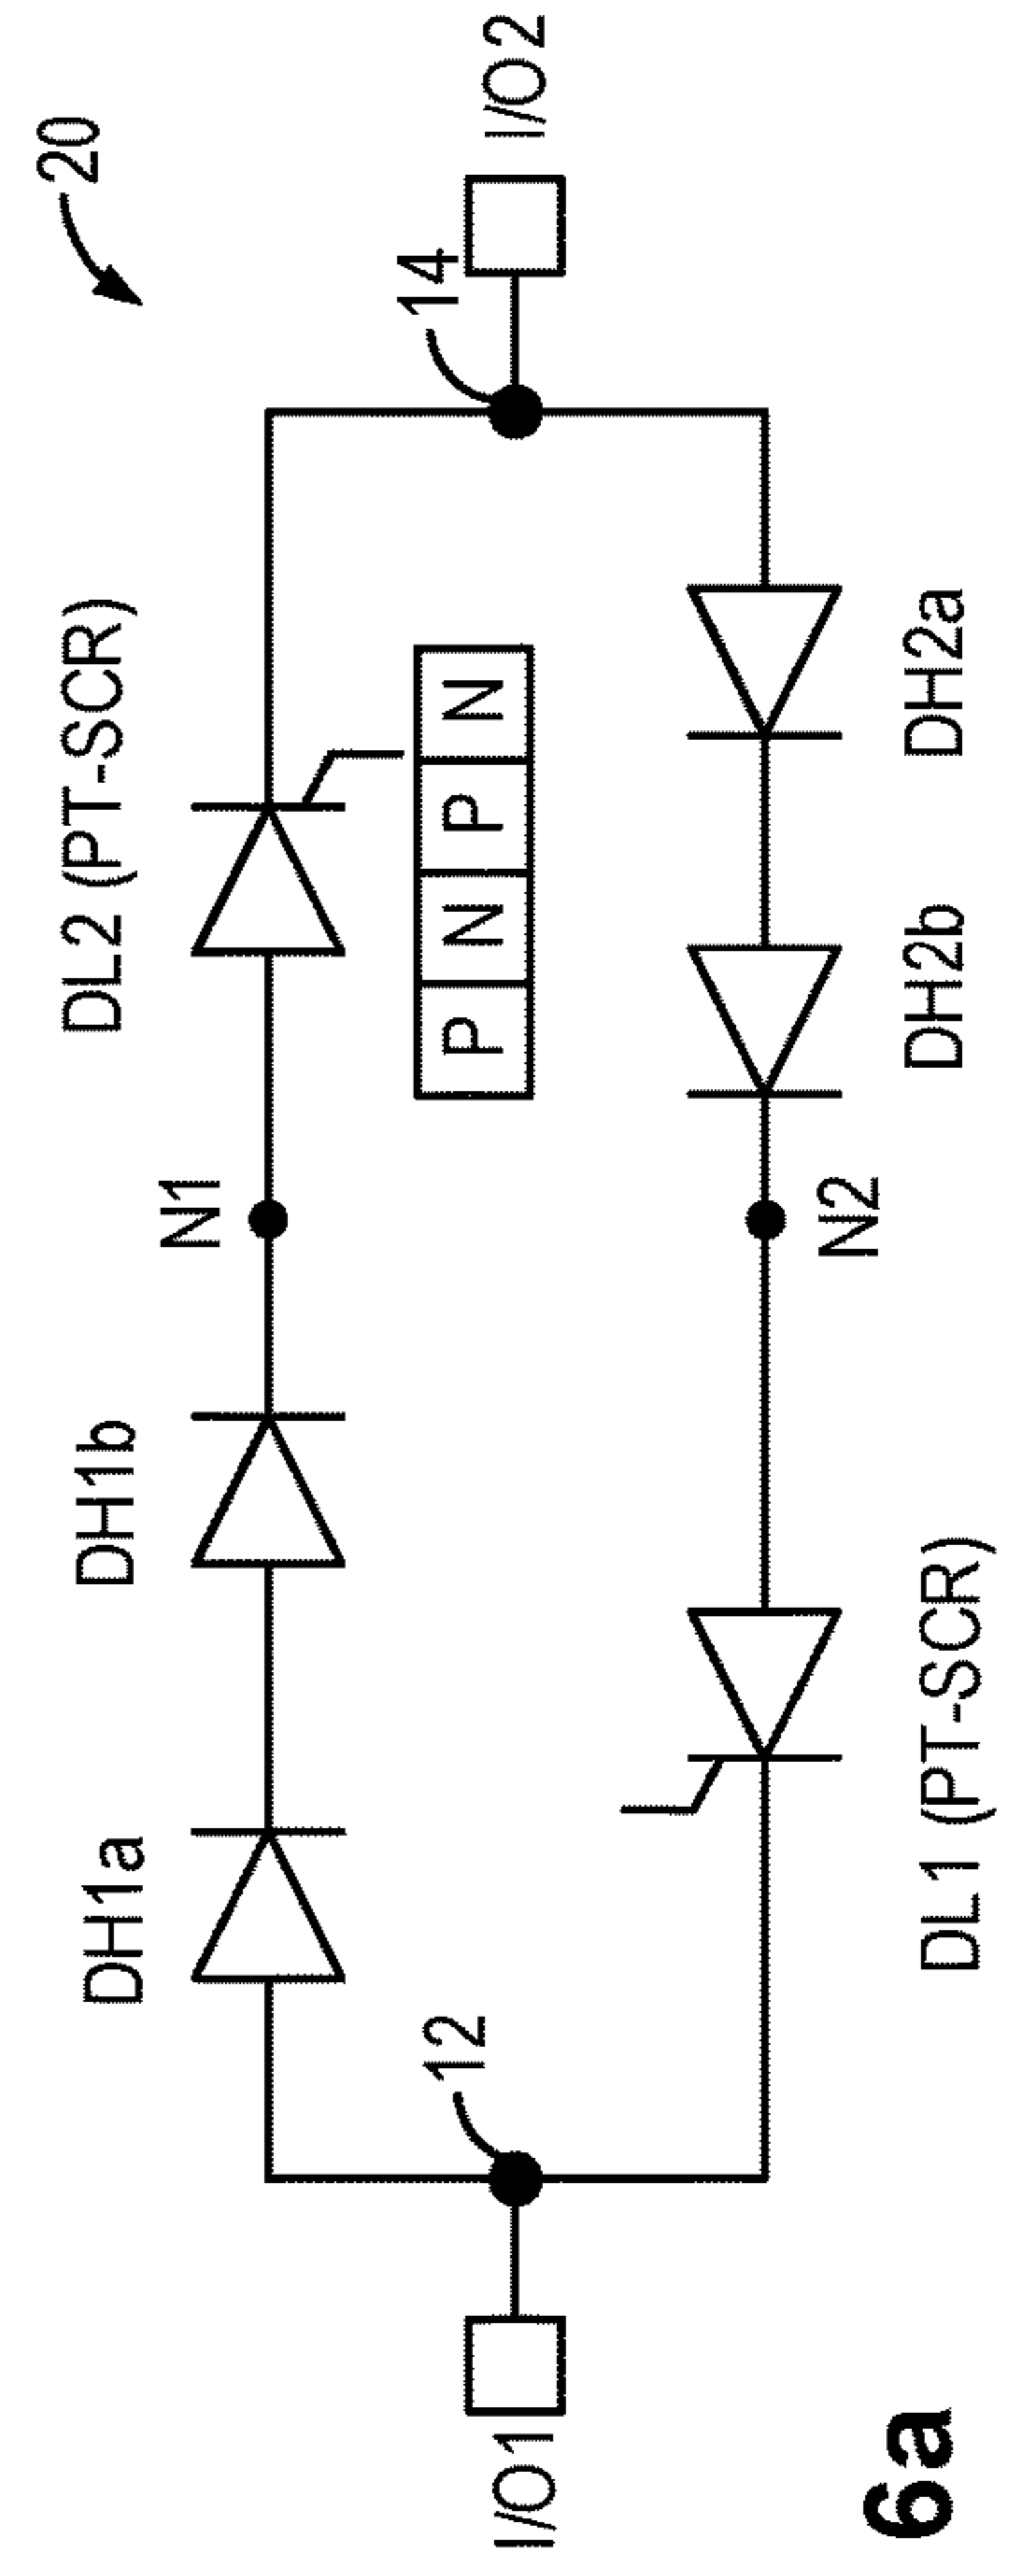 20
DH1a
DH1b
N1
DL2 (PT-SCR)
P N P N
I/O1
12
14
I/O2
DL1 (PT-SCR)
N2
DH2b
DH2a
6a